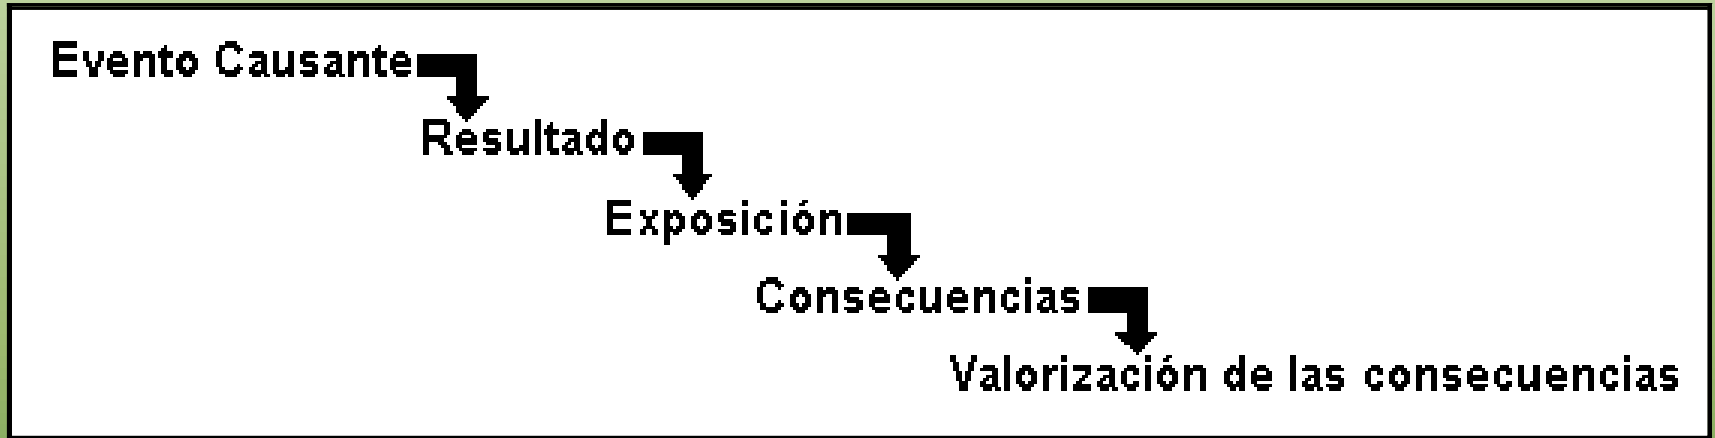 Evento Causante
Resultado
Exposición
Consecuencias
Valorización de las consecuencias